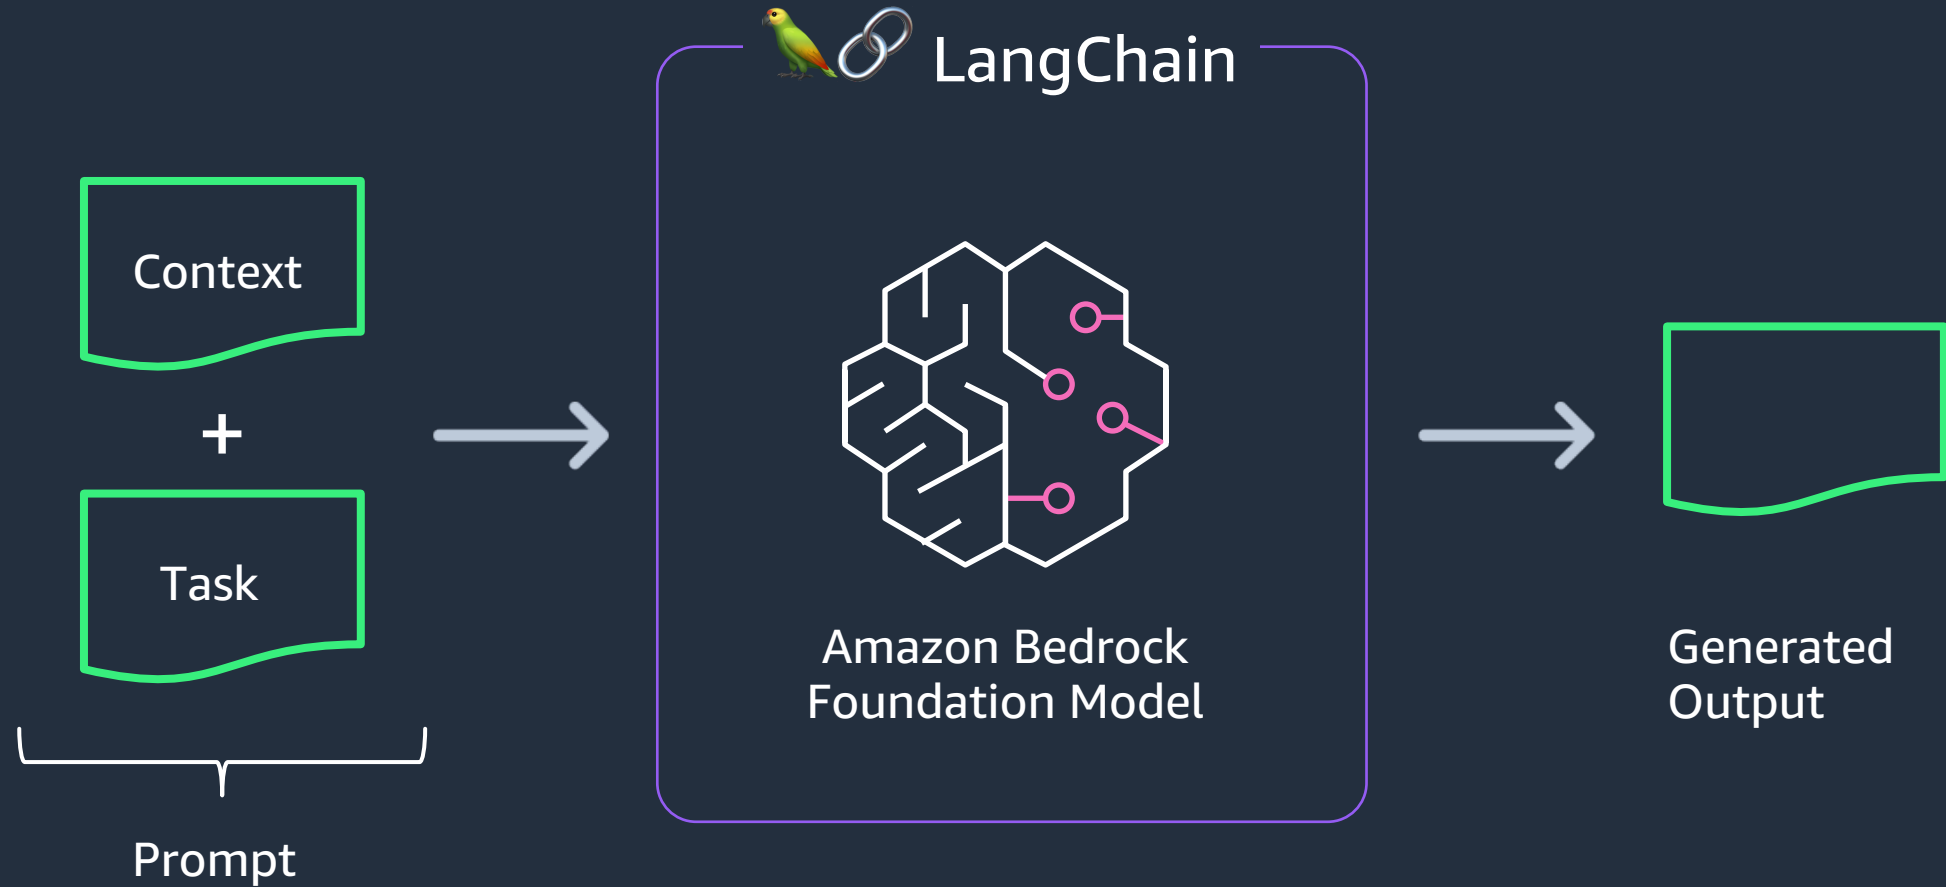 LangChain
Context
+
Task
Prompt
Amazon Bedrock
Foundation Model
Generated
Output